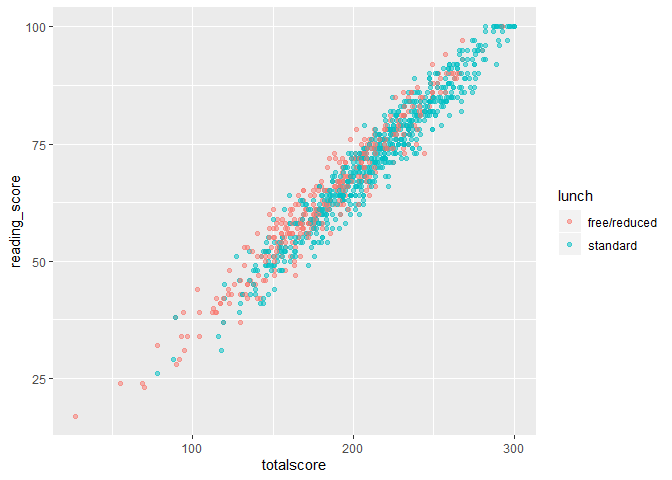 100
75
50
25
reading_score
100
200
300
totalscore
lunch
free/reduced
standard